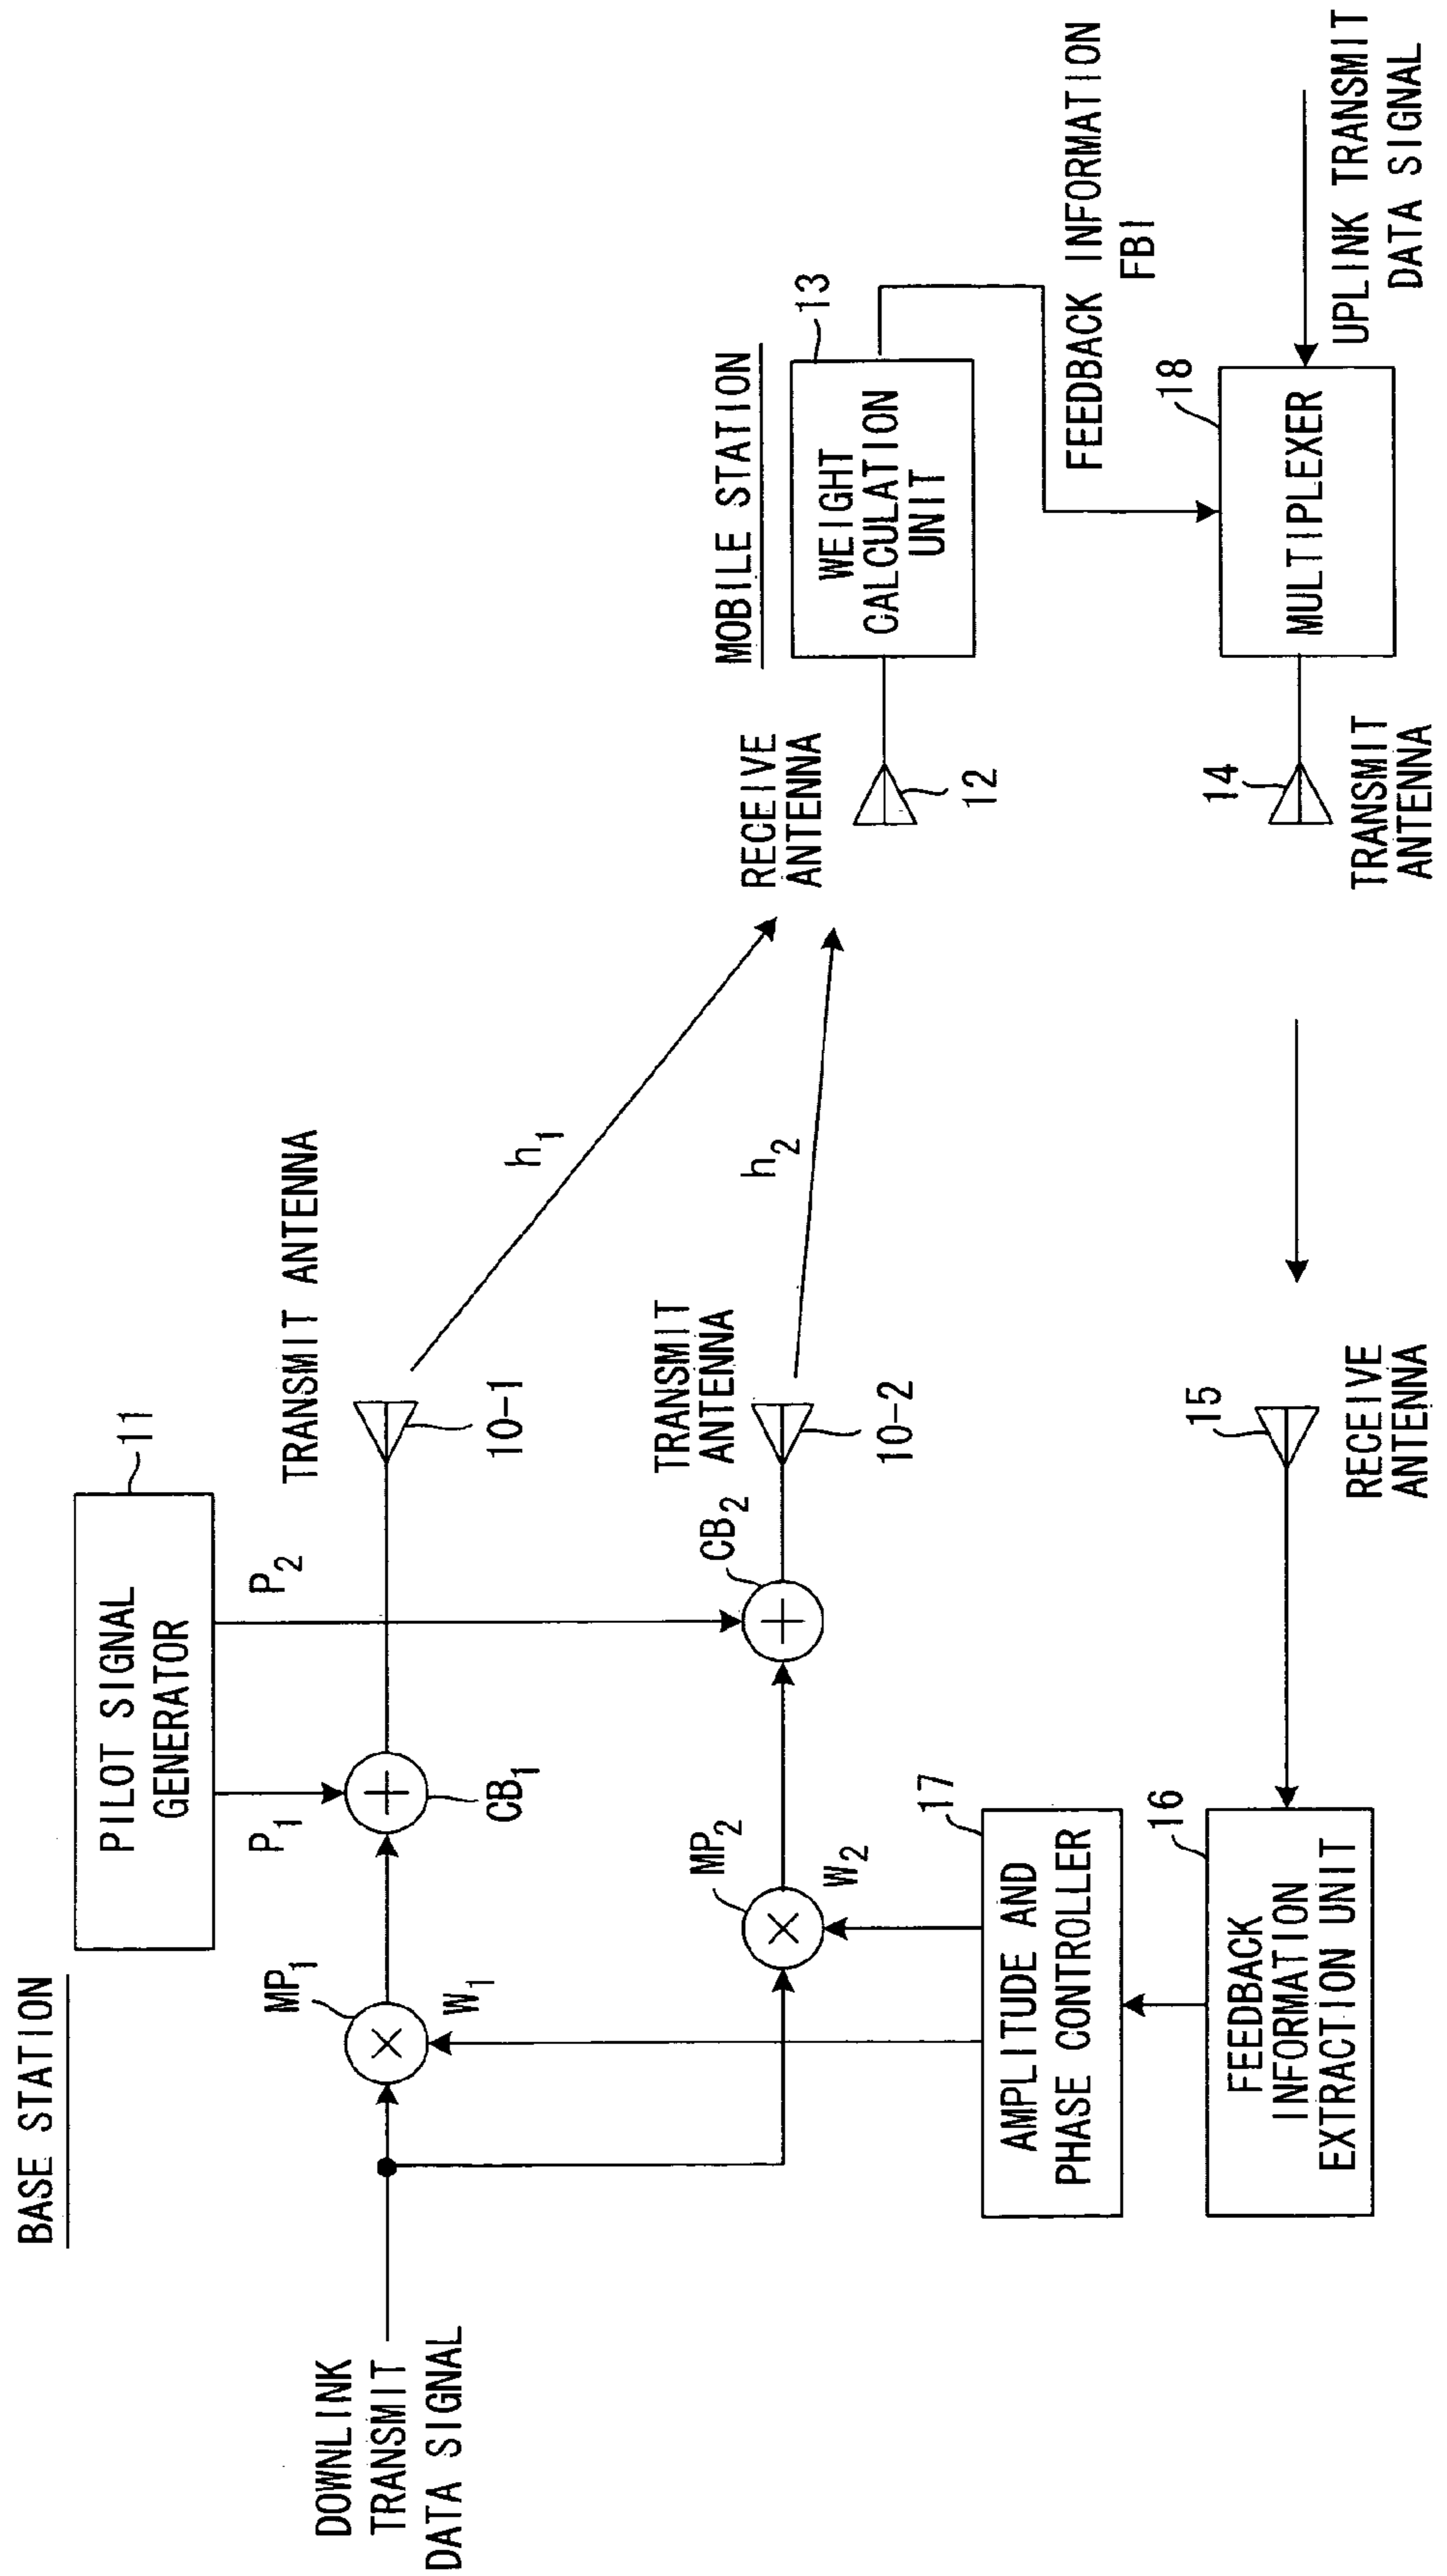 BASE STATION
PILOT SIGNAL
GENERATOR
11
P1
P2
DOWNLINK
TRANSMIT
DATA SIGNAL
MP1
W1
CB1
TRANSMIT ANTENNA
10-1
h1
MP2
W2
CB2
TRANSMIT
ANTENNA
10-2
h2
AMPLITUDE AND
PHASE CONTROLLER
17
FEEDBACK
INFORMATION
EXTRACTION UNIT
16
15
RECEIVE
ANTENNA
MOBILE STATION
RECEIVE
ANTENNA
12
WEIGHT
CALCULATION
UNIT
13
FEEDBACK INFORMATION
FBI
14
TRANSMIT
ANTENNA
MULTIPLEXER
18
UPLINK TRANSMIT
DATA SIGNAL